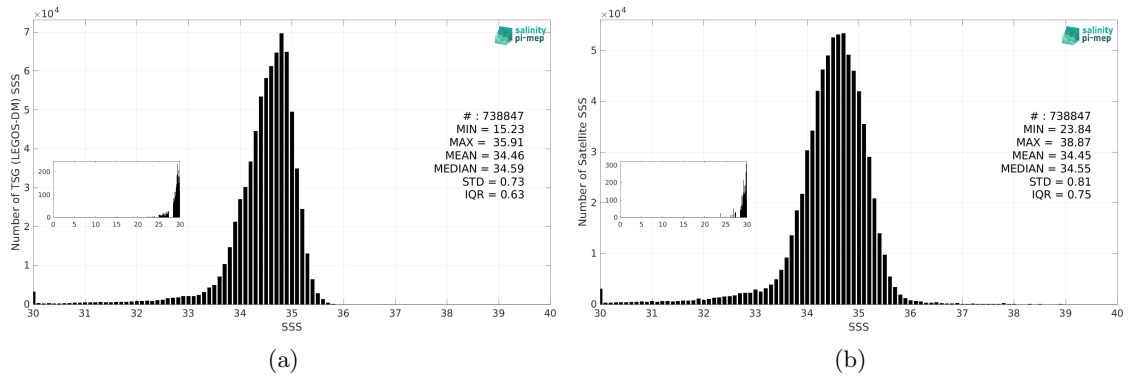 ×10⁴
7
6
5
4
3
2
1
0
Number of TSG (LEGOS-DM) SSS
salinity
pi-mep
# : 738847
MIN = 15.23
MAX = 35.91
MEAN = 34.46
MEDIAN = 34.59
STD = 0.73
IQR = 0.63
200
100
0
0 5 10 15 20 25 30
30 31 32 33 34 35 36 37 38 39 40
SSS
(a)
×10⁴
5
4
3
2
1
0
Number of Satellite SSS
salinity
pi-mep
# : 738847
MIN = 23.84
MAX = 38.87
MEAN = 34.45
MEDIAN = 34.55
STD = 0.81
IQR = 0.75
300
200
100
0
0 5 10 15 20 25 30
30 31 32 33 34 35 36 37 38 39 40
SSS
(b)